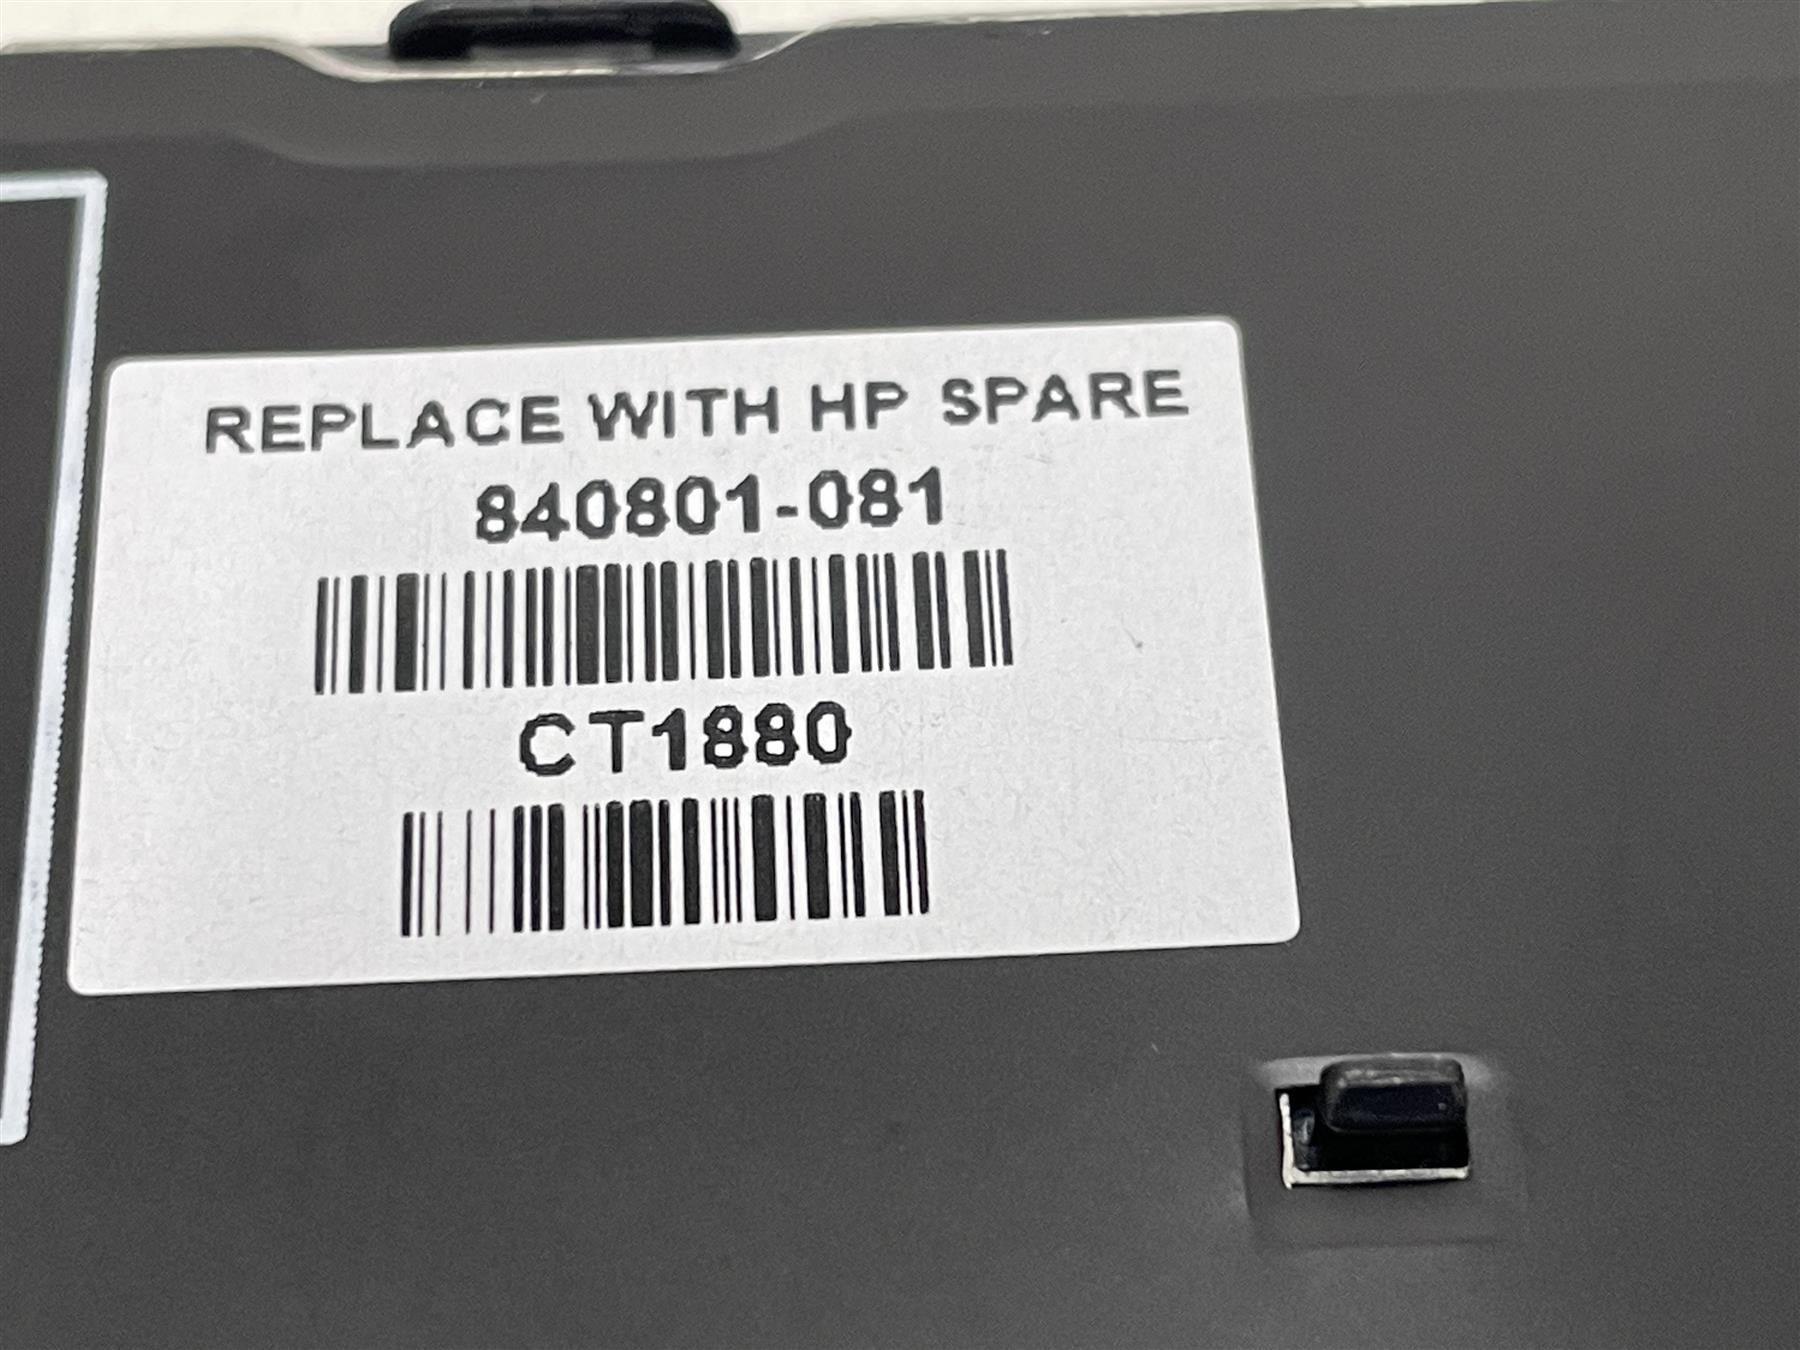 REPLACE WITH HP SPARE
840801-081
CT1880